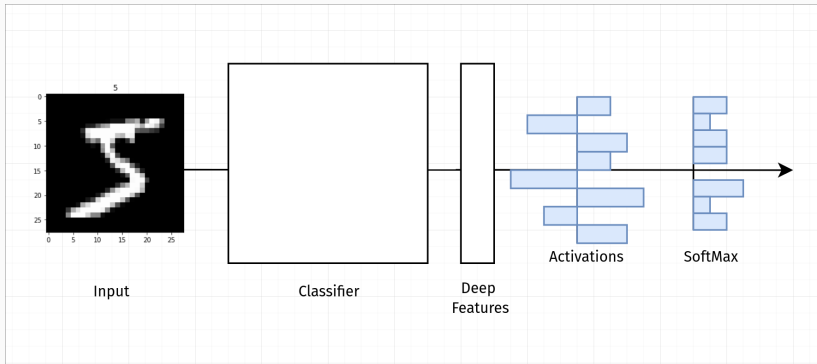 5
0
5
10
15
20
25
0 5 10 15 20 25
Input
Classifier
Deep
Features
Activations
SoftMax